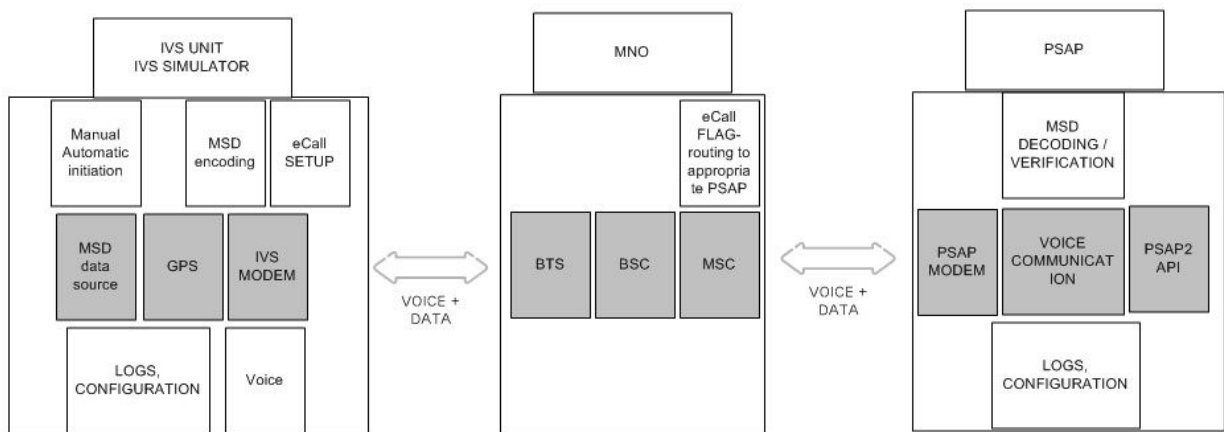 IVS UNIT
IVS SIMULATOR
Manual
Automatic
initiation
MSD
encoding
eCall
SETUP
MSD
data
source
GPS
IVS
MODEM
LOGS,
CONFIGURATION
Voice
VOICE +
DATA
MNO
eCall
FLAG-
routing to
appropria
te PSAP
BTS
BSC
MSC
VOICE +
DATA
PSAP
MSD
DECODING /
VERIFICATION
PSAP
MODEM
VOICE
COMMUNICAT
ION
PSAP2
API
LOGS,
CONFIGURATION